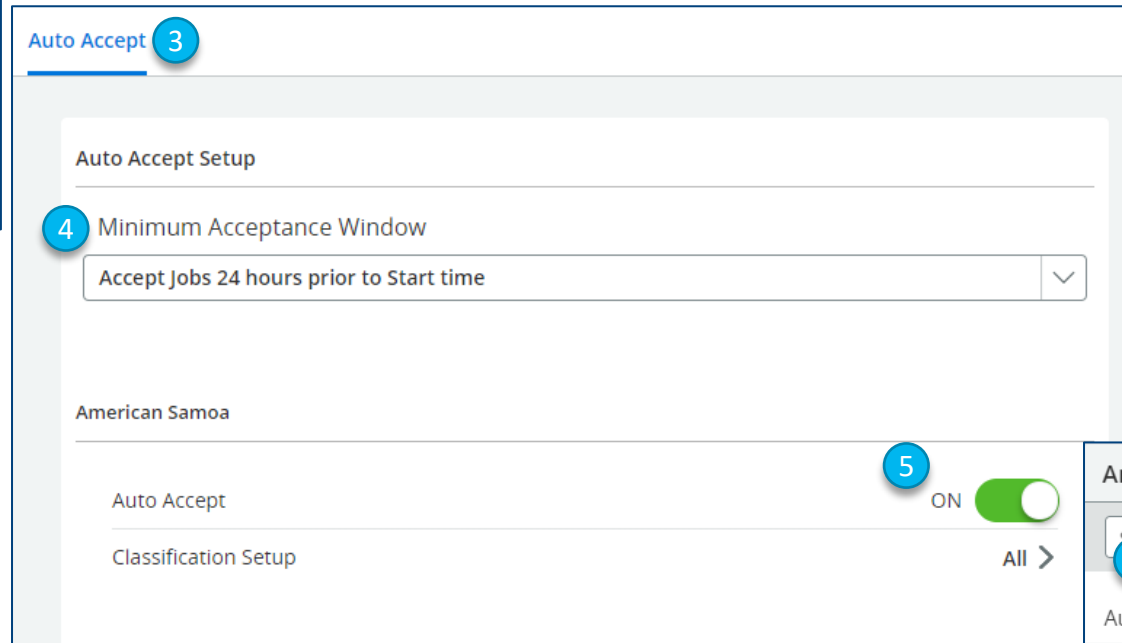 Auto Accept 3
Auto Accept Setup
4 Minimum Acceptance Window
Accept Jobs 24 hours prior to Start time
American Samoa
5
Auto Accept ON
Classification Setup All